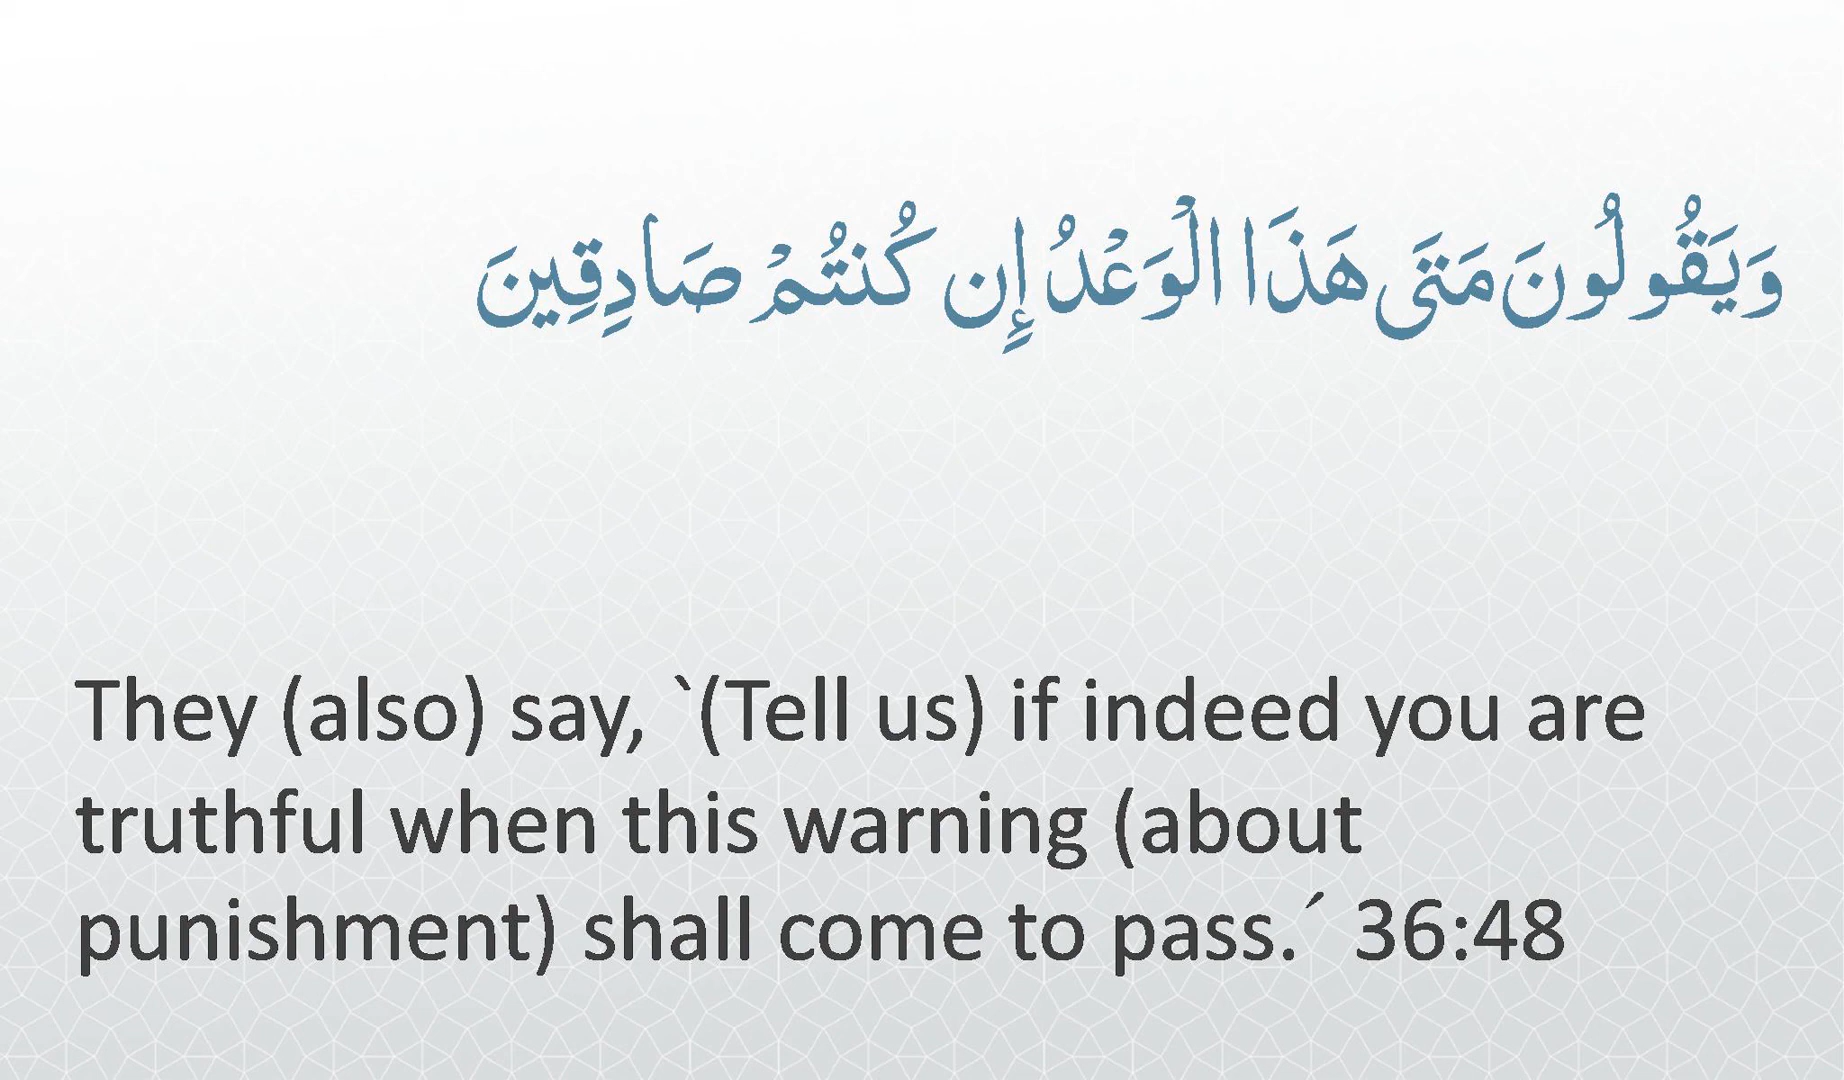 وَيَقُولُونَ مَتَى هَذَا الْوَعْدُ إِن كُنتُمْ صَادِقِينَ
They (also) say, `(Tell us) if indeed you are
truthful when this warning (about
punishment) shall come to pass.´ 36:48